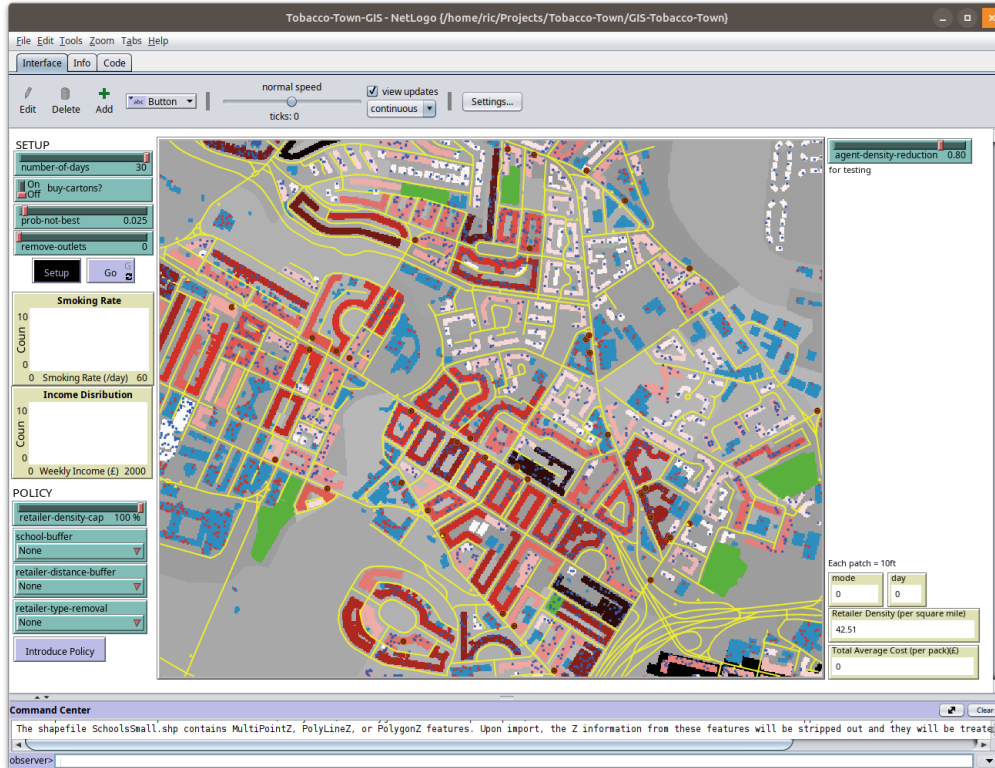 Tobacco-Town-GIS - NetLogo {/home/ric/Projects/Tobacco-Town/GIS-Tobacco-Town}
File Edit Tools Zoom Tabs Help
Interface Info Code
Edit Delete Add
abc Button
normal speed
ticks: 0
view updates
continuous
Settings...
SETUP
number-of-days 30
On
Off
buy-cartons?
prob-not-best 0.025
remove-outlets 0
Setup Go
Smoking Rate
10
Coun
0
0 Smoking Rate (/day) 60
Income Disribution
10
Coun
0
0 Weekly Income (£) 2000
POLICY
retailer-density-cap 100 %
school-buffer
None
retailer-distance-buffer
None
retailer-type-removal
None
Introduce Policy
agent-density-reduction 0.80
for testing
Each patch = 10ft
mode day
0 0
Retailer Density (per square mile)
42.51
Total Average Cost (per pack)(£)
0
Command Center
Clear
The shapefile SchoolsSmall.shp contains MultiPointZ, PolyLineZ, or PolygonZ features. Upon import, the Z information from these features will be stripped out and they will be treate
observer>